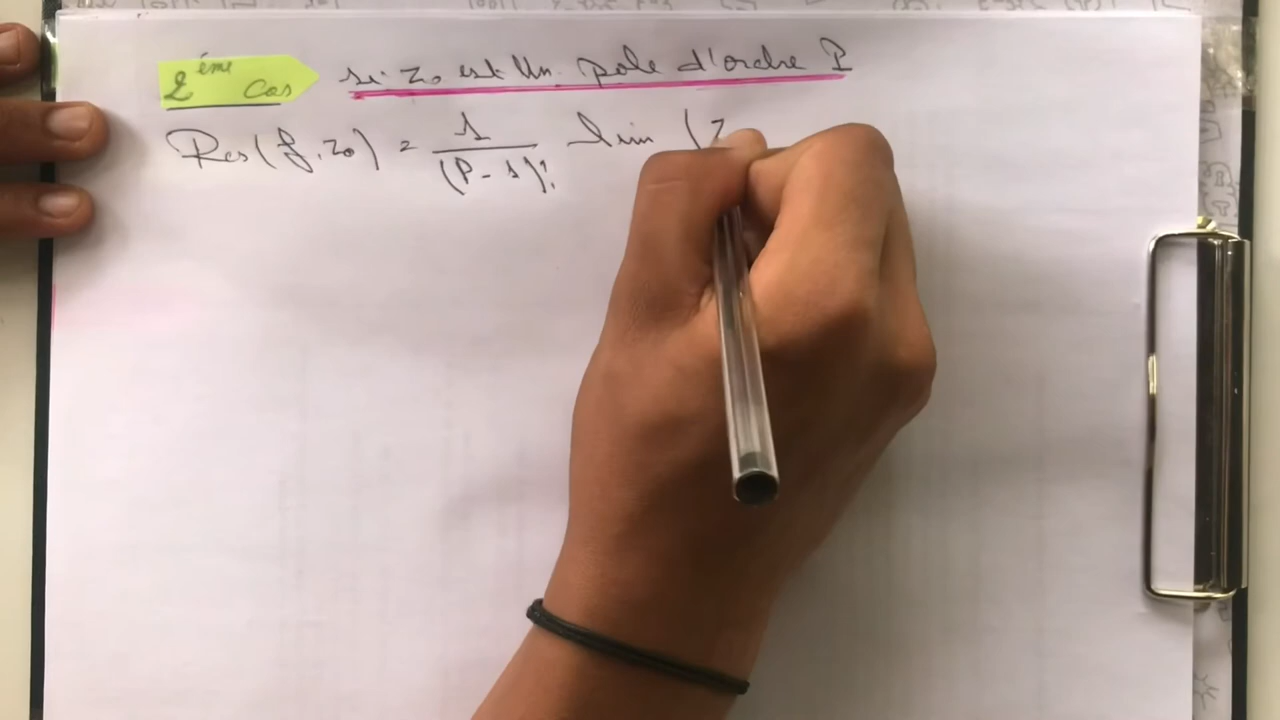 2ème cas si z₀ est Un pole d'ordre P
Res(f, z₀) = 1/(P-1)! lim (z